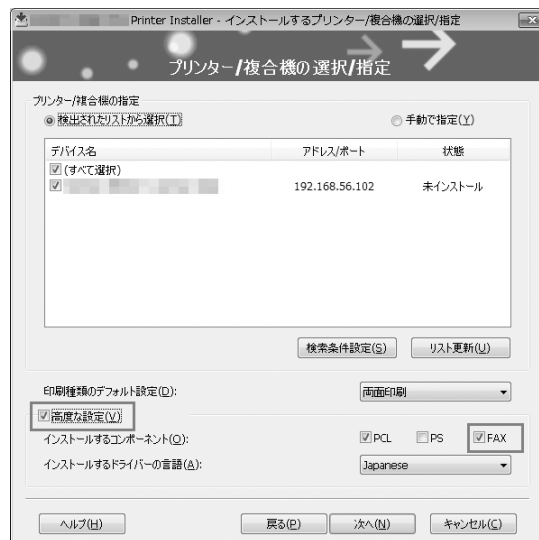 Printer Installer - インストールするプリンター/複合機の選択/指定
プリンター/複合機の選択/指定
プリンター/複合機の指定
検出されたリストから選択(T)
手動で指定(Y)
デバイス名 アドレス/ポート 状態
(すべて選択)
192.168.56.102 未インストール
検索条件設定(S) リスト更新(U)
印刷種類のデフォルト設定(D): 両面印刷
高度な設定(V)
インストールするコンポーネント(O): PCL PS FAX
インストールするドライバーの言語(A): Japanese
ヘルプ(H) 戻る(P) 次へ(N) キャンセル(C)